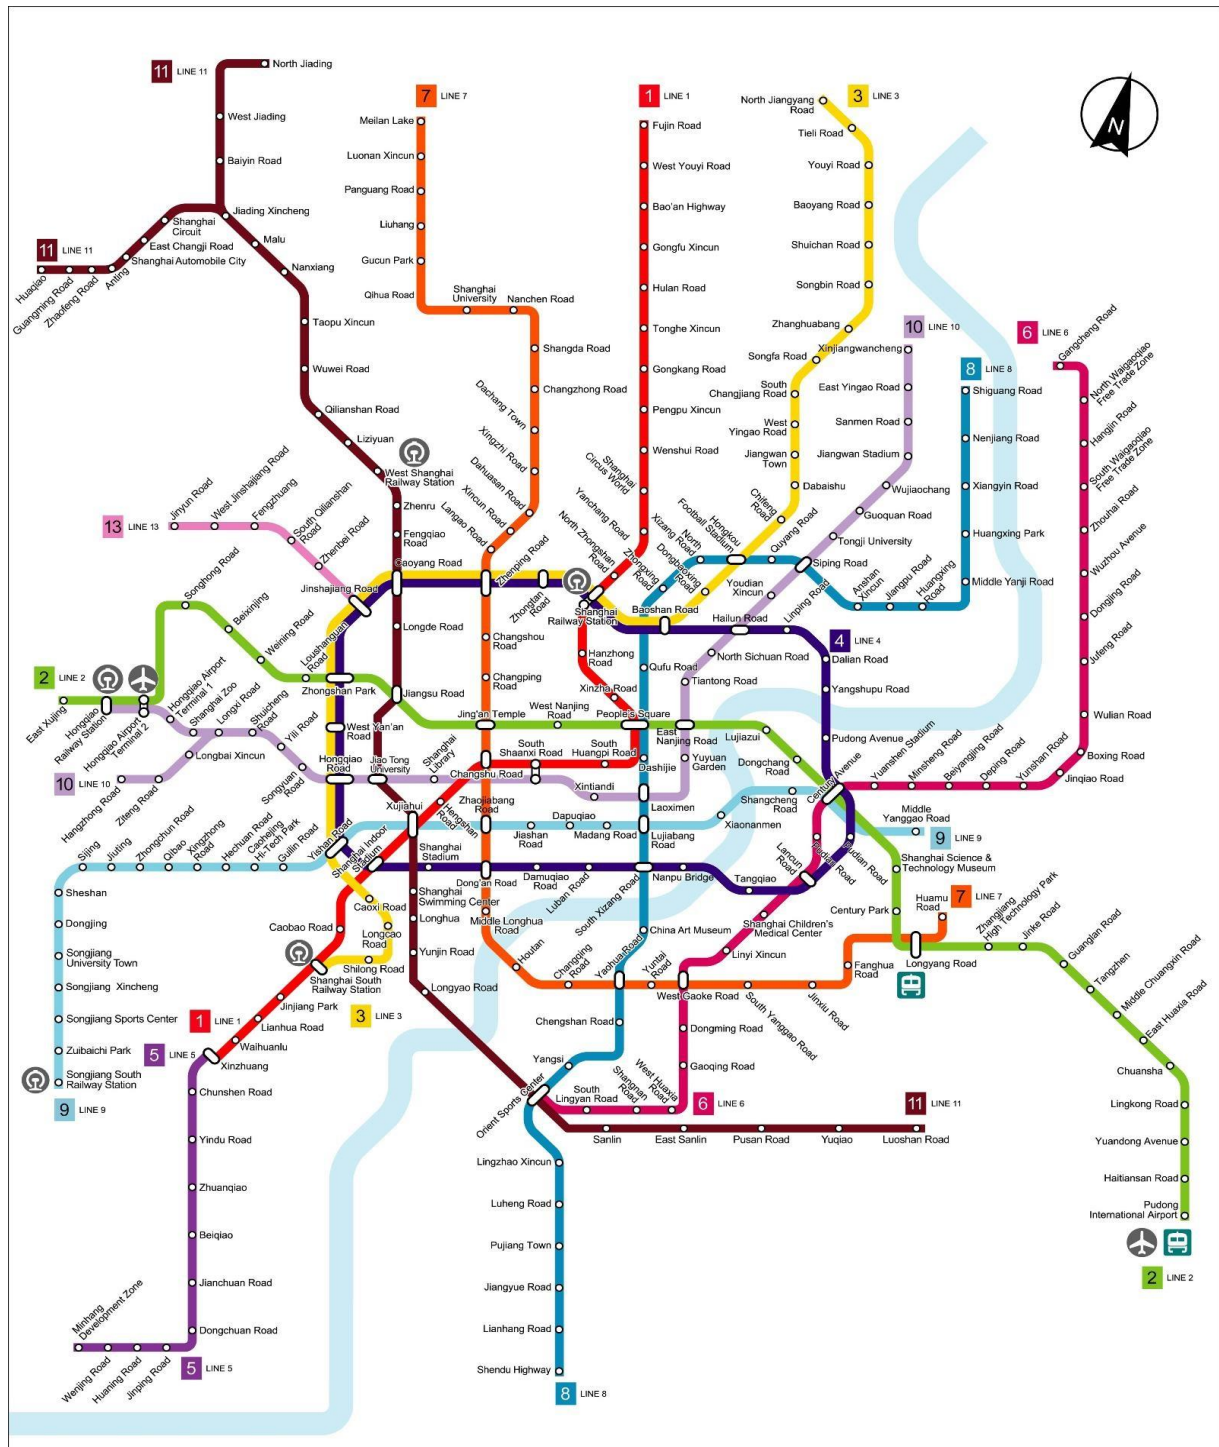 11 LINE 11
North Jiading
West Jiading
Baiyin Road
Jiading Xincheng
Shanghai
Circuit
East Changji Road
Shanghai Automobile City
Anting
Zhaofeng Road
Guangming Road
Huaqiao
11 LINE 11
Malu
Nanxiang
Taopu Xincun
Wuwei Road
Qilianshan Road
Liziyuan
West Shanghai
Railway Station
Zhenru
Fengqiao
Road
Caoyang Road
Longde Road
Jiangsu Road
Jiao Tong
University
Xujiahui
Shanghai
Stadium
Shanghai
Swimming Center
Longhua
Yunjin Road
Longyao Road
Orient Sports Center
Sanlin
East Sanlin
Pusan Road
Yuqiao
Luoshan Road
11 LINE 11
7 LINE 7
Meilan Lake
Luonan Xincun
Panguang Road
Liuhang
Gucun Park
Qihua Road
Shanghai
University
Nanchen Road
Shangda Road
Changzhong Road
Dachang Town
Xingzhi Road
Dahuasan Road
Xincun Road
Langao Road
Zhenping Road
Changshou
Road
Changping
Road
Jing'an Temple
Changshu Road
Zhaojiabang
Road
Dong'an Road
Middle Longhua
Road
Houtan
Changqing
Road
Yaohua Road
Yuntai
Road
West Gaoke Road
South Yanggao Road
Jinxiu Road
Fanghua
Road
Longyang Road
Huamu
Road
7 LINE 7
1 LINE 1
Fujin Road
West Youyi Road
Bao'an Highway
Gongfu Xincun
Hulan Road
Tonghe Xincun
Gongkang Road
Pengpu Xincun
Wenshui Road
Shanghai
Circus World
Yanchang Road
North Zhongshan
Road
Shanghai
Railway Station
Hanzhong
Road
Xinzha Road
People's Square
South
Huangpi Road
South
Shaanxi Road
Hengshan
Road
Shanghai Indoor
Stadium
Caobao Road
Shanghai South
Railway Station
Jinjiang Park
Lianhua Road
Waihuanlu
Xinzhuang
1 LINE 1
3 LINE 3
North Jiangyang
Road
Tieli Road
Youyi Road
Baoyang Road
Shuichan Road
Songbin Road
Zhanghuabang
Songfa Road
South
Changjiang Road
West
Yingao Road
Jiangwan
Town
Dabaishu
Chifeng
Road
Hongkou
Football Stadium
Dongbaoxing
Road
Baoshan Road
Zhongtan
Road
Jinshajiang Road
Zhongshan Park
West Yan'an
Road
Hongqiao
Road
Yishan Road
Caoxi Road
Longcao
Road
Shilong Road
3 LINE 3
10 LINE 10
Xinjiangwancheng
East Yingao Road
Sanmen Road
Jiangwan Stadium
Wujiaochang
Guoquan Road
Tongji University
Siping Road
Youdian
Xincun
Hailun Road
North Sichuan Road
Tiantong Road
East
Nanjing Road
Yuyuan
Garden
Laoximen
Xintiandi
Shanghai
Library
Songyuan
Road
Yili Road
Shuicheng
Road
Longxi Road
Shanghai Zoo
Hongqiao Airport
Terminal 1
Hongqiao Airport
Terminal 2
Hongqiao
Railway Station
Longbai Xincun
Ziteng Road
Hangzhong Road
10 LINE 10
8 LINE 8
Shiguang Road
Nenjiang Road
Xiangyin Road
Huangxing Park
Middle Yanji Road
Huangxing
Road
Jiangpu Road
Anshan
Xincun
Quyang Road
North
Xizang Road
Zhongxing
Road
Qufu Road
Dashijie
Lujiabang
Road
South Xizang Road
China Art Museum
Chengshan Road
Yangsi
Lingzhao Xincun
Luheng Road
Pujiang Town
Jiangyue Road
Lianhang Road
Shendu Highway
8 LINE 8
6 LINE 6
Gangcheng Road
North Waigaoqiao
Free Trade Zone
Hangjin Road
South Waigaoqiao
Free Trade Zone
Zhouhai Road
Wuzhou Avenue
Dongjing Road
Jufeng Road
Wulian Road
Boxing Road
Jinqiao Road
Yunshan Road
Deping Road
Beiyangjing Road
Minsheng Road
Yuanshen Stadium
Century Avenue
Pudian Road
Lancun
Road
Shanghai Children's
Medical Center
Linyi Xincun
Dongming Road
Gaoqing Road
West Huaxia
Road
Shangnan
Road
South
Lingyan Road
6 LINE 6
4 LINE 4
Linping Road
Dalian Road
Yangshupu Road
Pudong Avenue
Pudian Road
Tangqiao
Nanpu Bridge
Luban Road
Damuqiao
Road
13 LINE 13
Jinyun Road
West Jinshajiang Road
Fengzhuang
South Qilianshan
Road
Zhenbei Road
2 LINE 2
East Xujing
Songhong Road
Beixinjing
Weining Road
Loushanguan
Road
West Nanjing
Road
Lujiazui
Dongchang
Road
Shanghai Science &
Technology Museum
Century Park
Zhangjiang
High Technology Park
Jinke Road
Guanglan Road
Tangzhen
Middle Chuangxin Road
East Huaxia Road
Chuansha
Lingkong Road
Yuandong Avenue
Haitiansan Road
Pudong
International Airport
2 LINE 2
9 LINE 9
Middle
Yanggao Road
Shangcheng
Road
Xiaonanmen
Madang Road
Dapuqiao
Jiashan
Road
Guilin Road
Caohejing
Hi-Tech Park
Hechuan Road
Xingzhong
Road
Qibao
Zhongchun Road
Jiuting
Sijing
Sheshan
Dongjing
Songjiang
University Town
Songjiang Xincheng
Songjiang Sports Center
Zuibaichi Park
Songjiang South
Railway Station
9 LINE 9
5 LINE 5
Chunshen Road
Yindu Road
Zhuanqiao
Beiqiao
Jianchuan Road
Dongchuan Road
Jinping Road
Huaning Road
Wenjing Road
Minhang
Development Zone
5 LINE 5
N